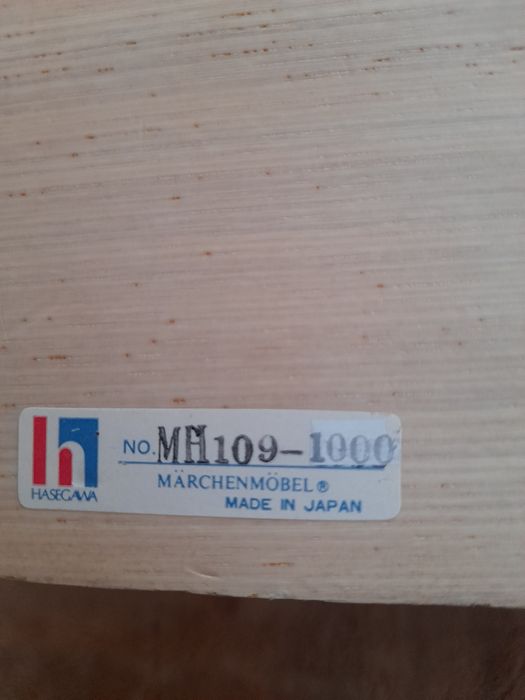 h
HASEGAWA
NO. MH109-1000
MÄRCHENMÖBEL®
MADE IN JAPAN